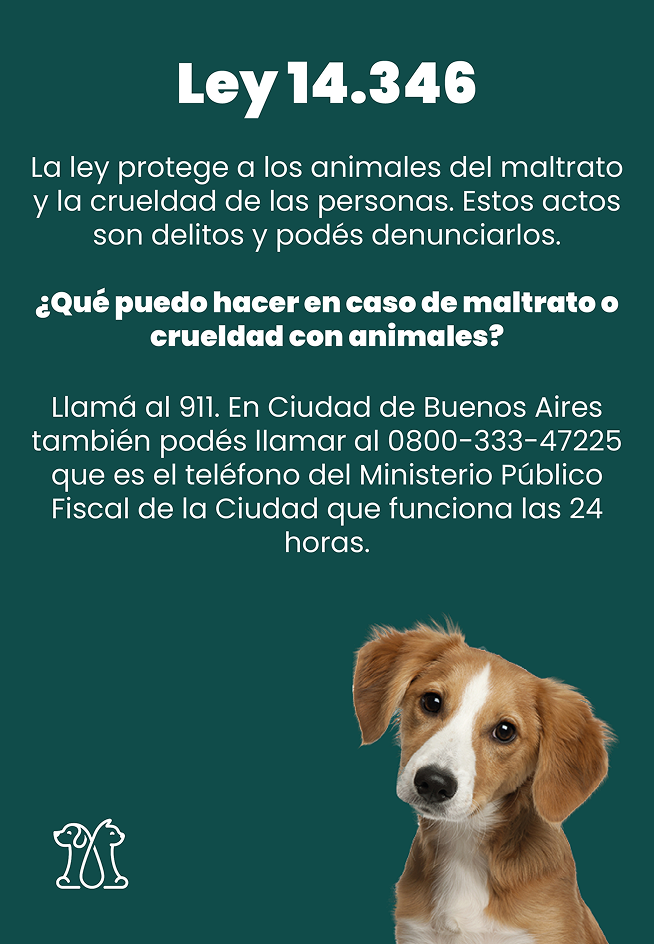 Ley 14.346
La ley protege a los animales del maltrato
y la crueldad de las personas. Estos actos
son delitos y podés denunciarlos.
¿Qué puedo hacer en caso de maltrato o
crueldad con animales?
Llamá al 911. En Ciudad de Buenos Aires
también podés llamar al 0800-333-47225
que es el teléfono del Ministerio Público
Fiscal de la Ciudad que funciona las 24
horas.